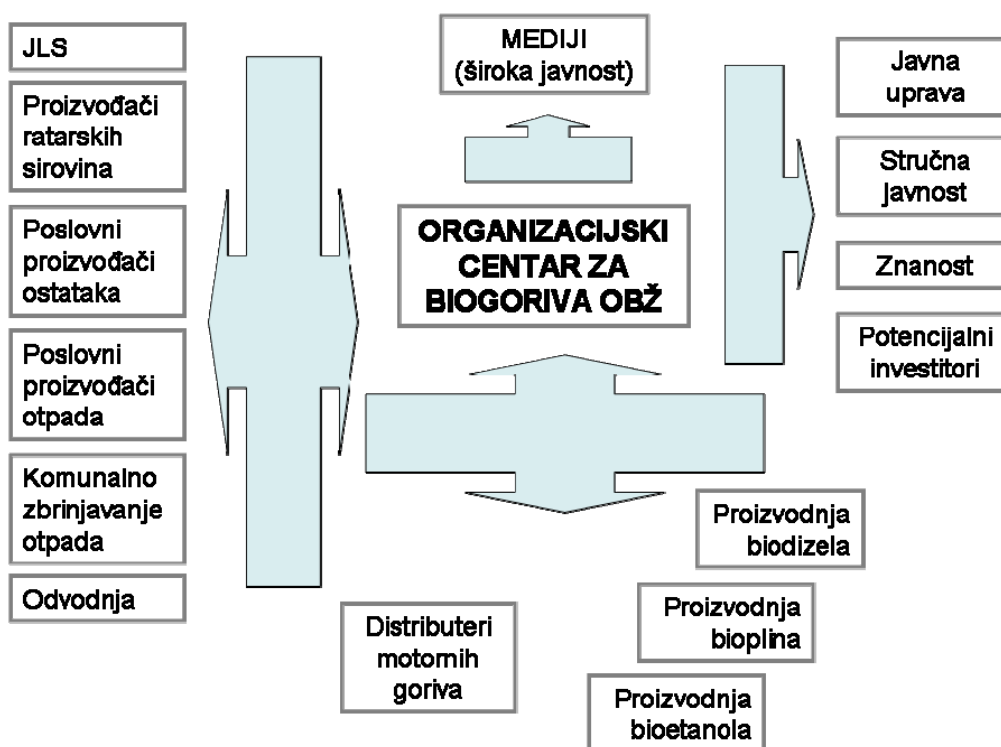 JLS
Proizvođači
ratarskih
sirovina
Poslovni
proizvođači
ostataka
Poslovni
proizvođači
otpada
Komunalno
zbrinjavanje
otpada
Odvodnja
MEDIJI
(široka javnost)
ORGANIZACIJSKI
CENTAR ZA
BIOGORIVA OBŽ
Javna
uprava
Stručna
javnost
Znanost
Potencijalni
investitori
Distributeri
motornih
goriva
Proizvodnja
biodizela
Proizvodnja
bioplina
Proizvodnja
bioetanola